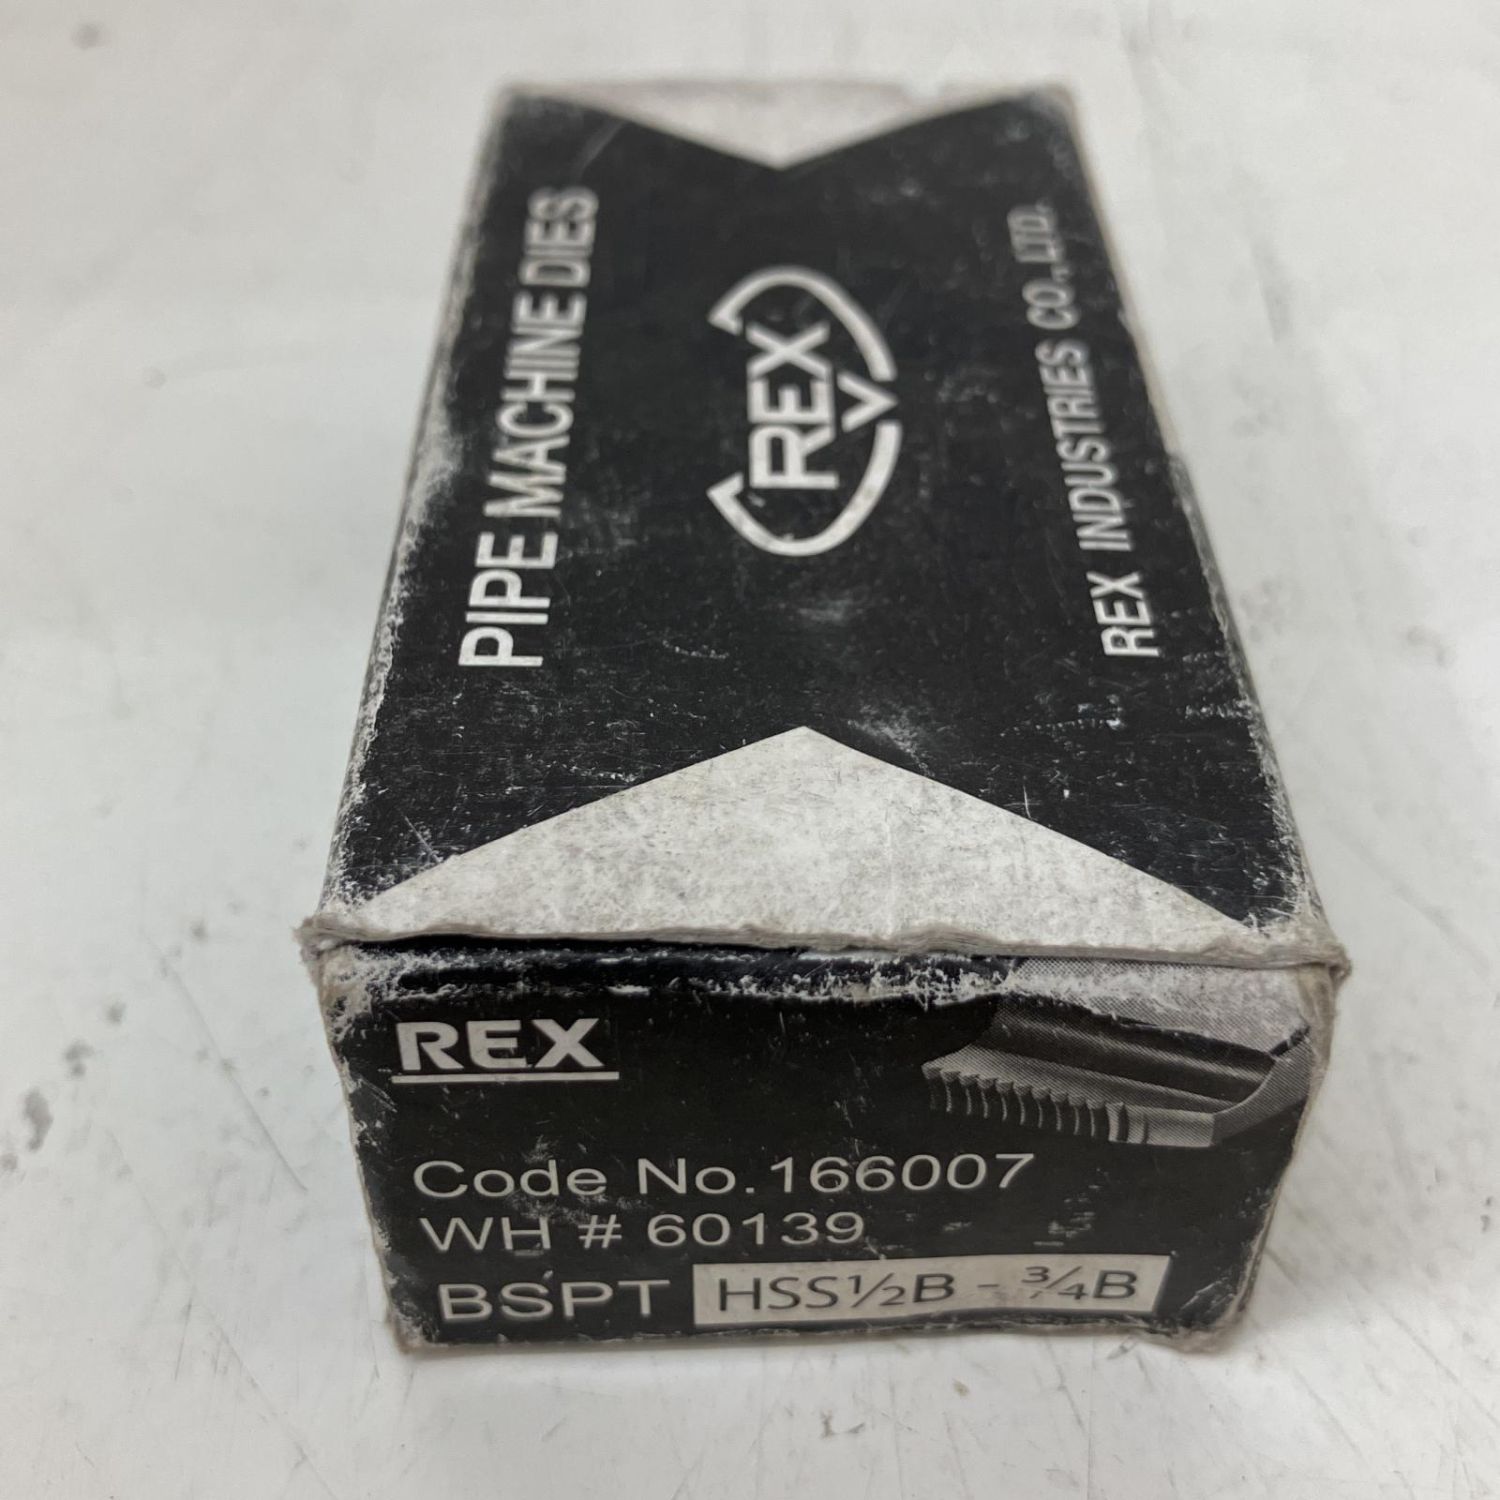 PIPE MACHINE DIES
REX
REX INDUSTRIES CO.,LTD.
REX
Code No.166007
WH # 60139
BSPT HSS½B - ¾B